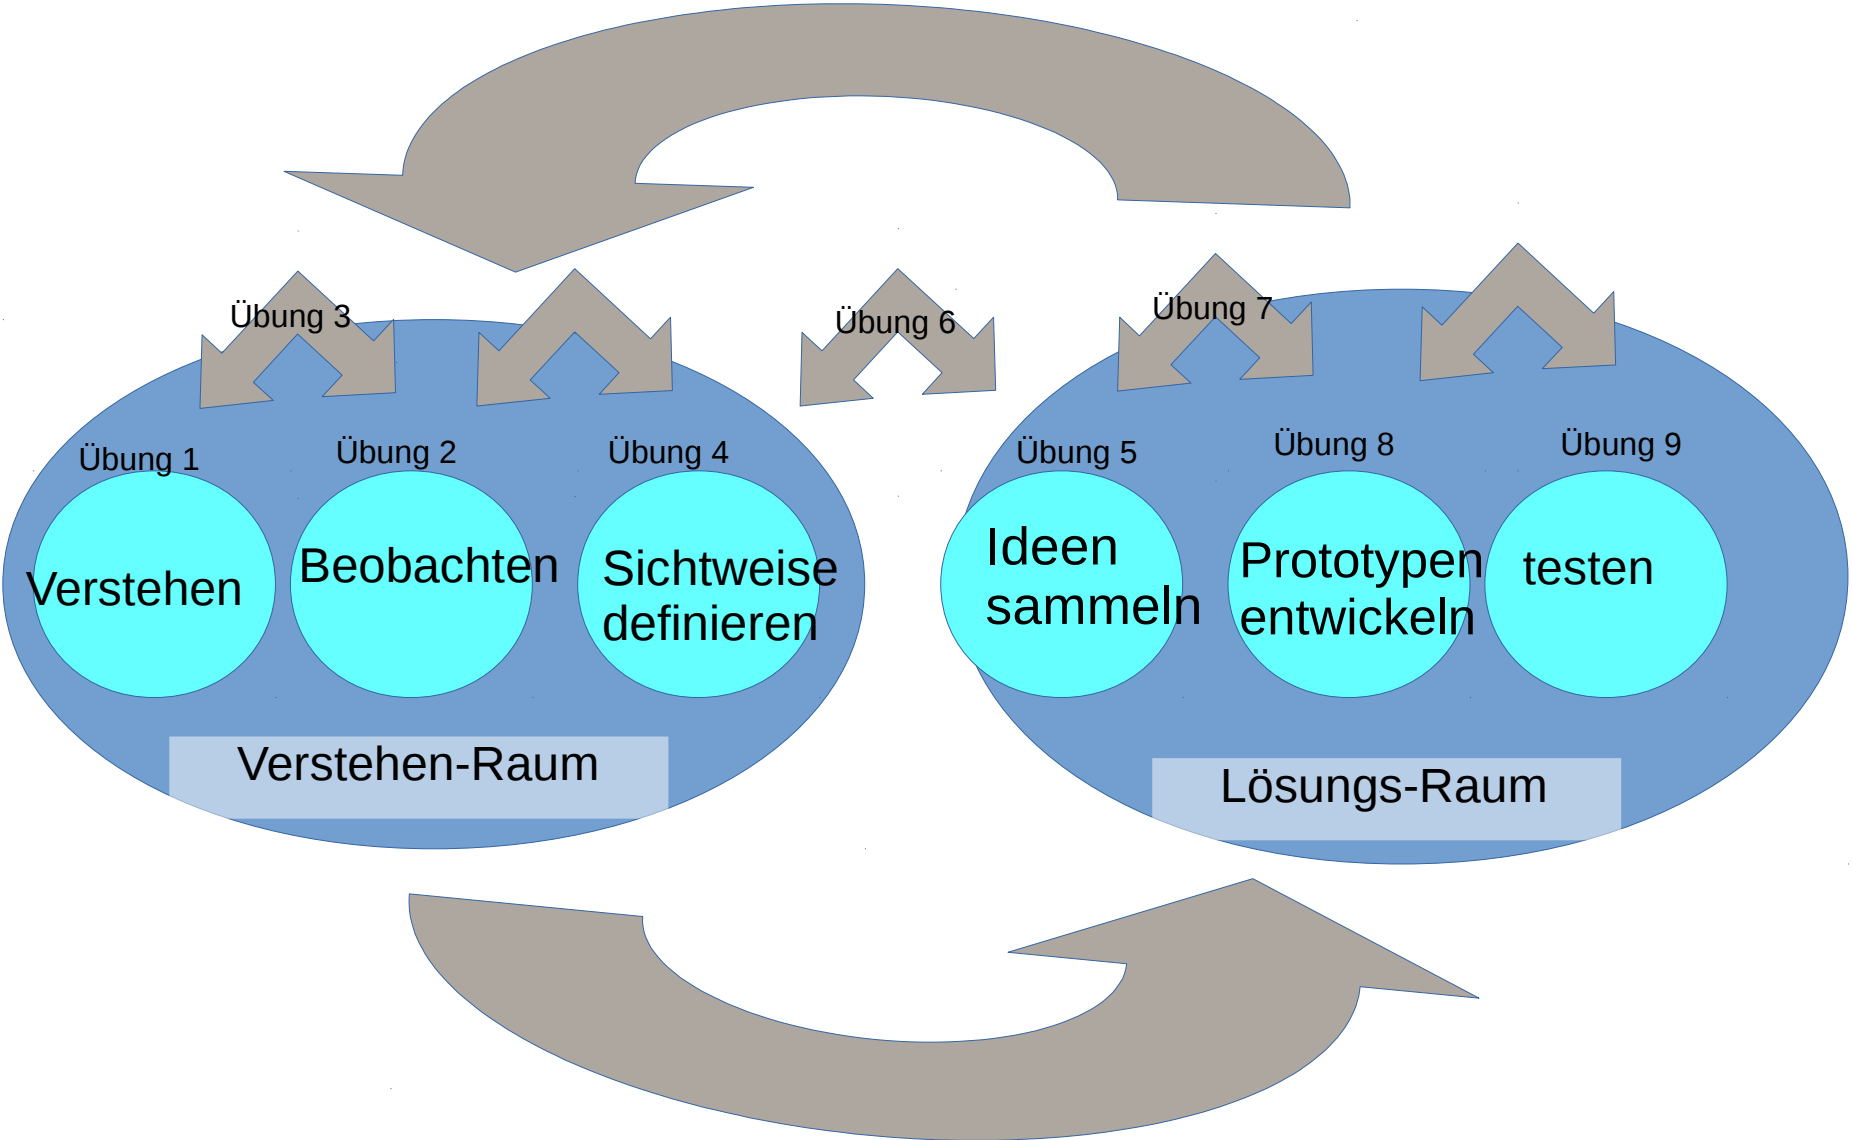 Übung 3
Übung 6
Übung 7
Übung 1
Übung 2
Übung 4
Übung 5
Übung 8
Übung 9
Verstehen
Beobachten
Sichtweise
definieren
Ideen
sammeln
Prototypen
entwickeln
testen
Verstehen-Raum
Lösungs-Raum